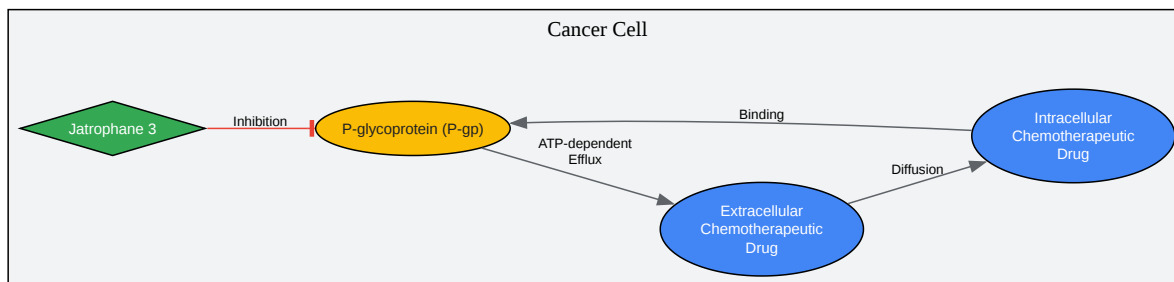 Cancer Cell
Jatrophane 3
Inhibition
P-glycoprotein (P-gp)
Binding
Intracellular
Chemotherapeutic
Drug
ATP-dependent
Efflux
Diffusion
Extracellular
Chemotherapeutic
Drug